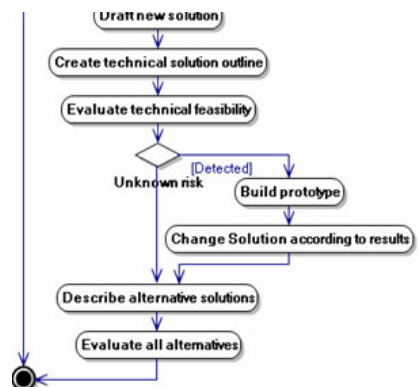 Draft new solution
Create technical solution outline
Evaluate technical feasibility
[Detected]
Unknown risk
Build prototype
Change Solution according to results
Describe alternative solutions
Evaluate all alternatives